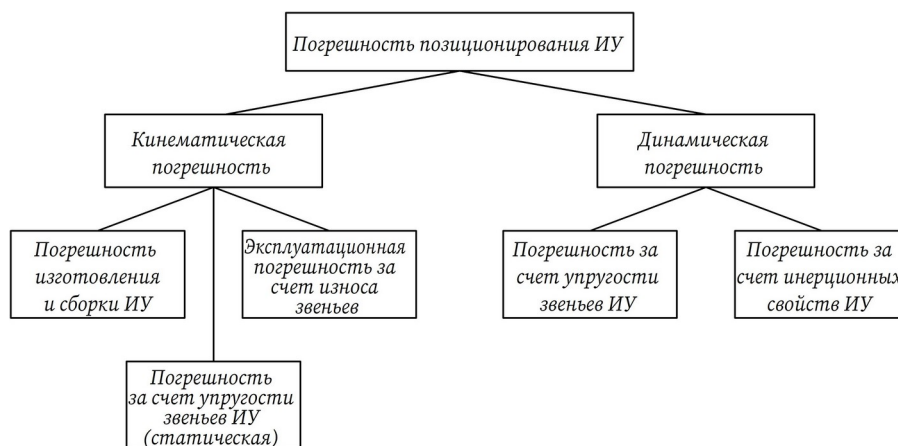 Погрешность позиционирования ИУ
Кинематическая
погрешность
Динамическая
погрешность
Погрешность
изготовления
и сборки ИУ
Эксплуатационная
погрешность за
счет износа
звеньев
Погрешность за
счет упругости
звеньев ИУ
Погрешность за
счет инерционных
свойств ИУ
Погрешность
за счет упругости
звеньев ИУ
(статическая)